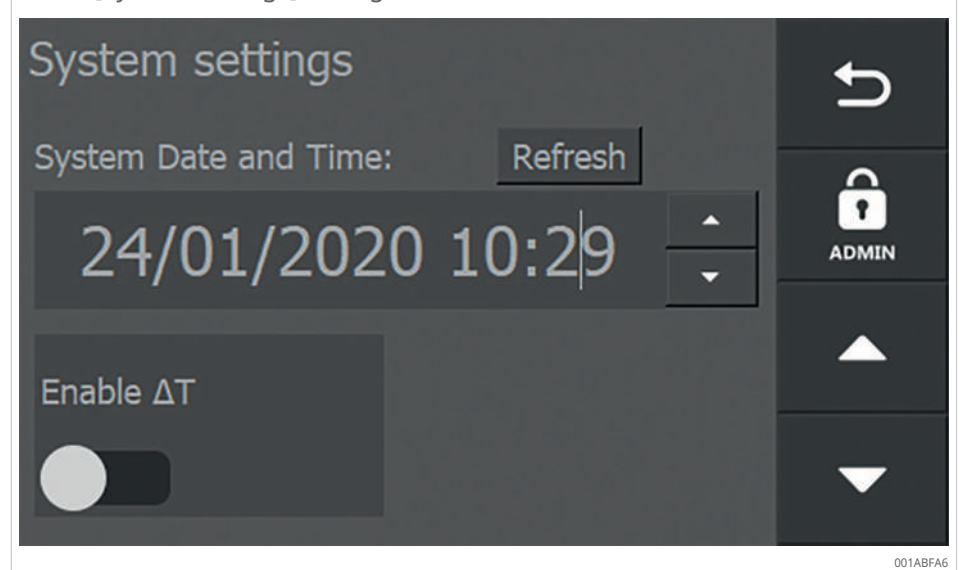 System settings
System Date and Time: Refresh
24/01/2020 10:29
ADMIN
Enable ΔT
001ABFA6